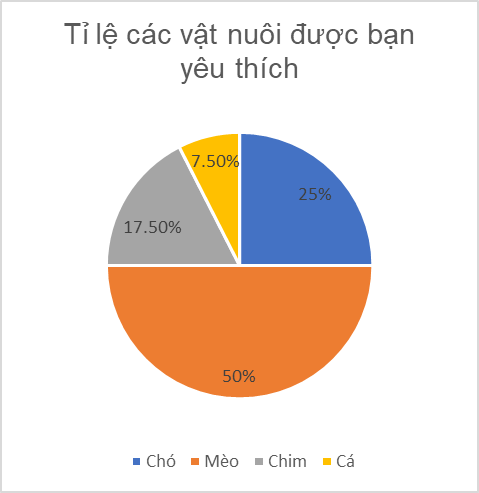 Tỉ lệ các vật nuôi được bạn
yêu thích
7.50%
25%
17.50%
50%
Chó Mèo Chim Cá